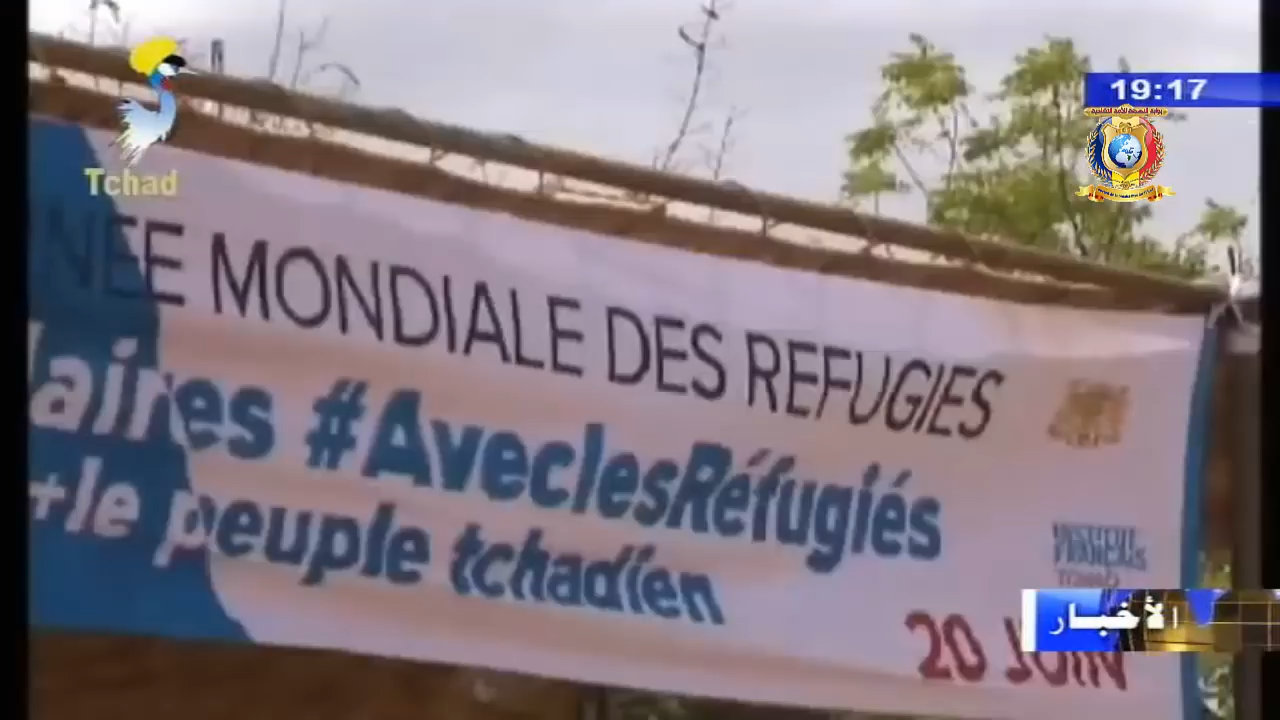 Tchad
19:17
NEE MONDIALE DES REFUGIES
laires #AveclesRéfugiés
+le peuple tchadien
20 JUIN
الأخبار